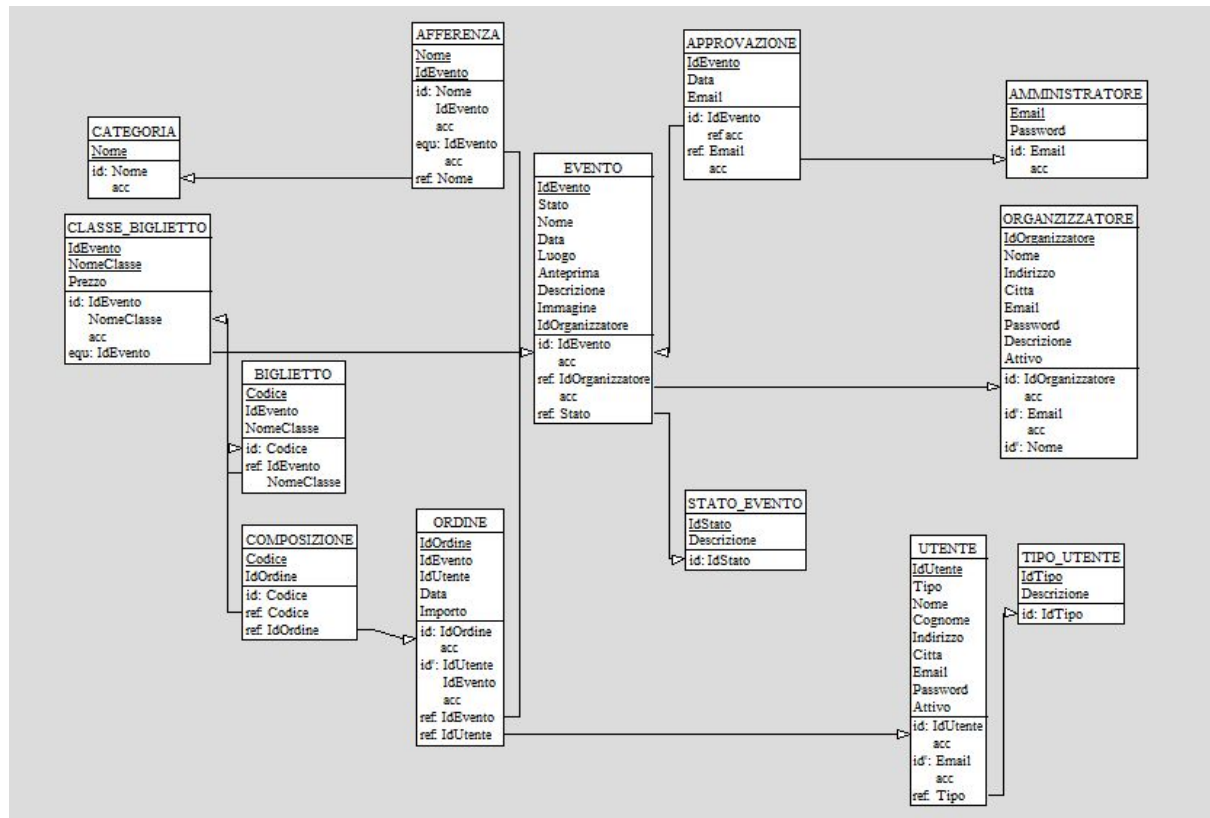 AFFERENZA
Nome
IdEvento
id: Nome
IdEvento
acc
equ: IdEvento
acc
ref: Nome
APPROVAZIONE
IdEvento
Data
Email
id: IdEvento
ref acc
ref: Email
acc
AMMINISTRATORE
Email
Password
id: Email
acc
CATEGORIA
Nome
id: Nome
acc
EVENTO
IdEvento
Stato
Nome
Data
Luogo
Anteprima
Descrizione
Immagine
IdOrganizzatore
id: IdEvento
acc
ref: IdOrganizzatore
acc
ref: Stato
CLASSE_BIGLIETTO
IdEvento
NomeClasse
Prezzo
id: IdEvento
NomeClasse
acc
equ: IdEvento
ORGANZIZZATORE
IdOrganizzatore
Nome
Indirizzo
Citta
Email
Password
Descrizione
Attivo
id: IdOrganizzatore
acc
id': Email
acc
id': Nome
BIGLIETTO
Codice
IdEvento
NomeClasse
id: Codice
ref: IdEvento
NomeClasse
STATO_EVENTO
IdStato
Descrizione
id: IdStato
COMPOSIZIONE
Codice
IdOrdine
id: Codice
ref: Codice
ref: IdOrdine
ORDINE
IdOrdine
IdEvento
IdUtente
Data
Importo
id: IdOrdine
acc
id': IdUtente
IdEvento
acc
ref: IdEvento
ref: IdUtente
UTENTE
IdUtente
Tipo
Nome
Cognome
Indirizzo
Citta
Email
Password
Attivo
id: IdUtente
acc
id': Email
acc
ref: Tipo
TIPO_UTENTE
IdTipo
Descrizione
id: IdTipo